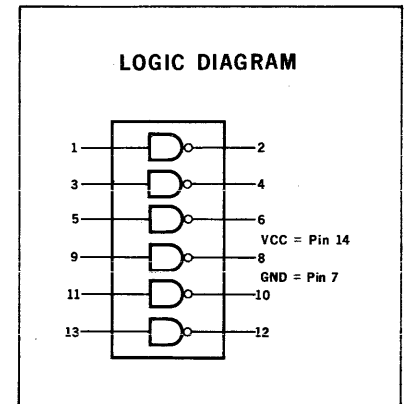 LOGIC DIAGRAM
1 2
3 4
5 6
VCC = Pin 14
9 8
GND = Pin 7
11 10
13 12